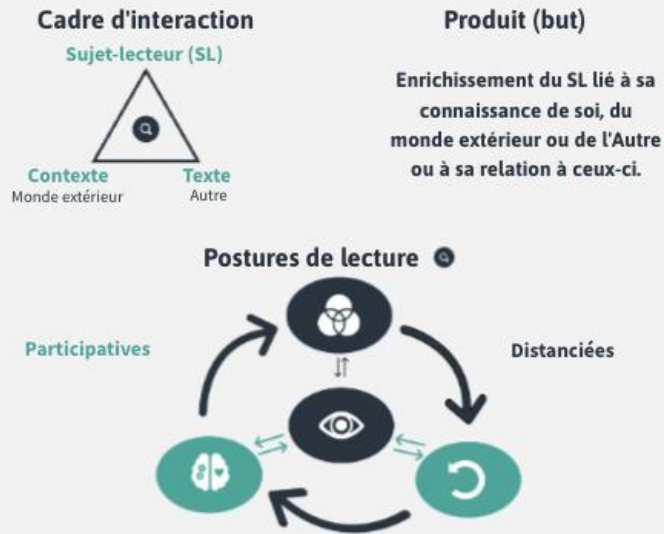 Cadre d'interaction
Sujet-lecteur (SL)
Contexte
Monde extérieur
Texte
Autre
Produit (but)
Enrichissement du SL lié à sa
connaissance de soi, du
monde extérieur ou de l'Autre
ou à sa relation à ceux-ci.
Postures de lecture
Participatives
Distanciées